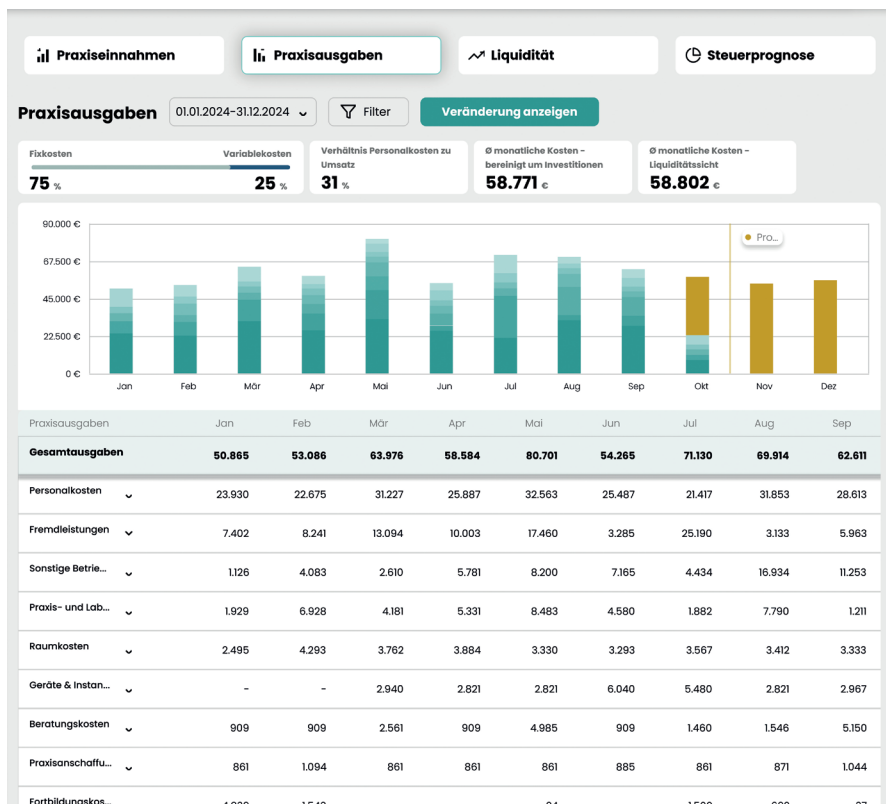 Praxiseinnahmen Praxisausgaben Liquidität Steuerprognose
Praxisausgaben 01.01.2024-31.12.2024 Filter Veränderung anzeigen
Fixkosten Variablekosten
75 % 25 %
Verhältnis Personalkosten zu
Umsatz
31 %
Ø monatliche Kosten -
bereinigt um Investitionen
58.771 €
Ø monatliche Kosten -
Liquiditätssicht
58.802 €
90.000 €
67.500 €
45.000 €
22.500 €
0 €
Pro...
Jan Feb Mär Apr Mai Jun Jul Aug Sep Okt Nov Dez
Praxisausgaben Jan Feb Mär Apr Mai Jun Jul Aug Sep
Gesamtausgaben 50.865 53.086 63.976 58.584 80.701 54.265 71.130 69.914 62.611
Personalkosten 23.930 22.675 31.227 25.887 32.563 25.487 21.417 31.853 28.613
Fremdleistungen 7.402 8.241 13.094 10.003 17.460 3.285 25.190 3.133 5.963
Sonstige Betrie... 1.126 4.083 2.610 5.781 8.200 7.165 4.434 16.934 11.253
Praxis- und Lab... 1.929 6.928 4.181 5.331 8.483 4.580 1.882 7.790 1.211
Raumkosten 2.495 4.293 3.762 3.884 3.330 3.293 3.567 3.412 3.333
Geräte & Instan... - - 2.940 2.821 2.821 6.040 5.480 2.821 2.967
Beratungskosten 909 909 2.561 909 4.985 909 1.460 1.546 5.150
Praxisanschaffu... 861 1.094 861 861 861 885 861 871 1.044
Fortbildungskos...